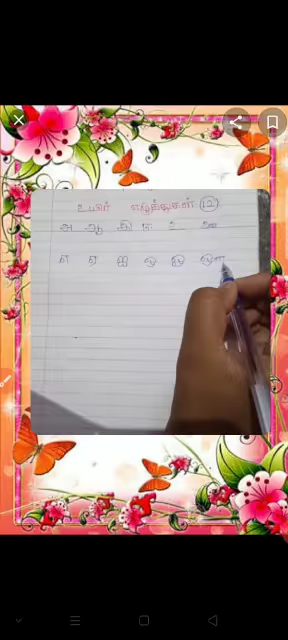 உயிர் எழுத்துகள் 12
அ ஆ இ ஈ உ ஊ
எ ஏ ஐ ஒ ஓ ஔ